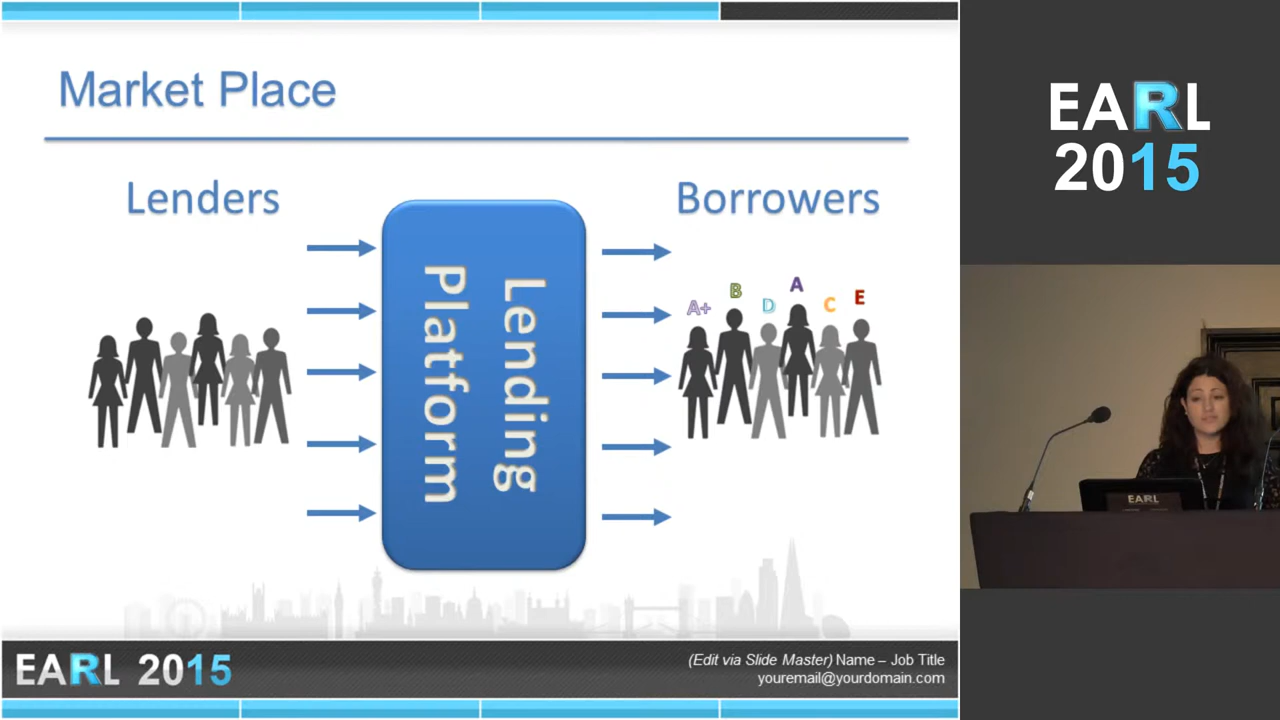 Market Place
Lenders
Borrowers
Lending
Platform
A+
B
D
A
C
E
EARL 2015
(Edit via Slide Master) Name – Job Title
youremail@yourdomain.com
EARL
2015
EARL